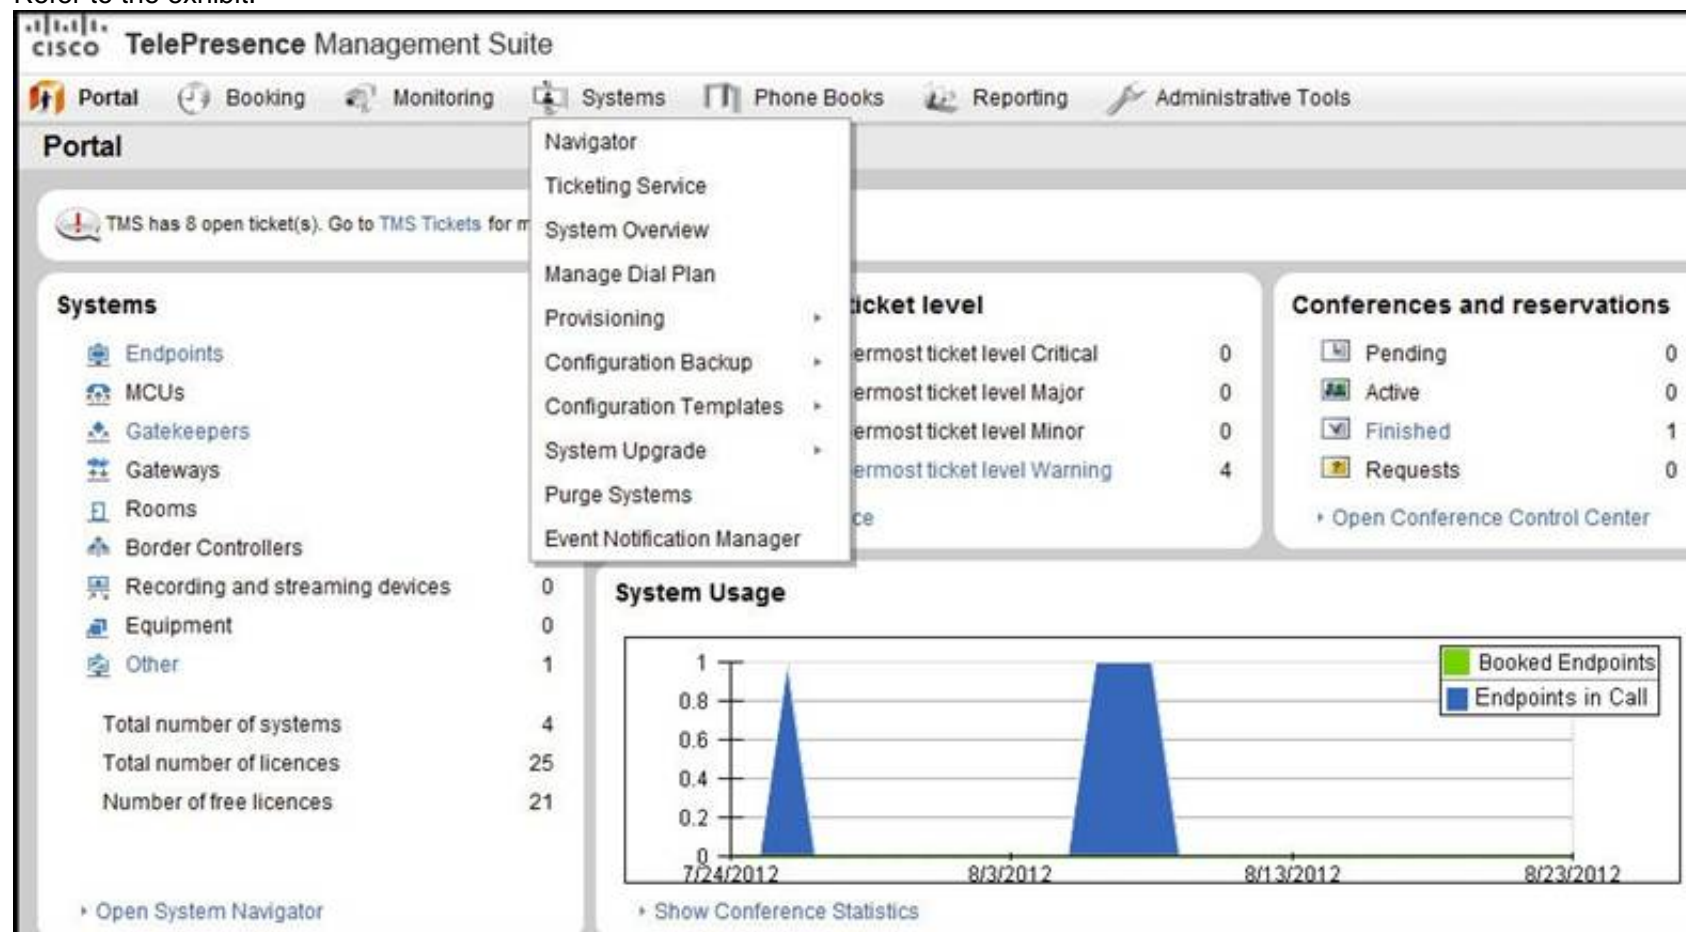 Refer to the exhibit.
CISCO TelePresence Management Suite
Portal Booking Monitoring Systems Phone Books Reporting Administrative Tools
Portal
Navigator
Ticketing Service
System Overview
Manage Dial Plan
Provisioning
Configuration Backup
Configuration Templates
System Upgrade
Purge Systems
Event Notification Manager
TMS has 8 open ticket(s). Go to TMS Tickets for m
Systems
Endpoints
MCUs
Gatekeepers
Gateways
Rooms
Border Controllers
Recording and streaming devices 0
Equipment 0
Other 1
Total number of systems 4
Total number of licences 25
Number of free licences 21
Open System Navigator
icket level
ermost ticket level Critical 0
ermost ticket level Major 0
ermost ticket level Minor 0
ermost ticket level Warning 4
ce
Conferences and reservations
Pending 0
Active 0
Finished 1
Requests 0
Open Conference Control Center
System Usage
Booked Endpoints
Endpoints in Call
1
0.8
0.6
0.4
0.2
0
7/24/2012 8/3/2012 8/13/2012 8/23/2012
Show Conference Statistics